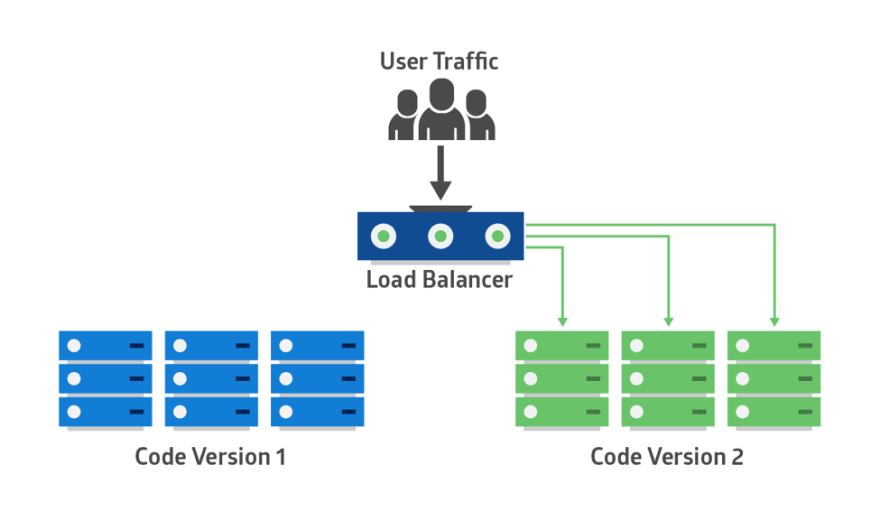 User Traffic
Load Balancer
Code Version 1
Code Version 2